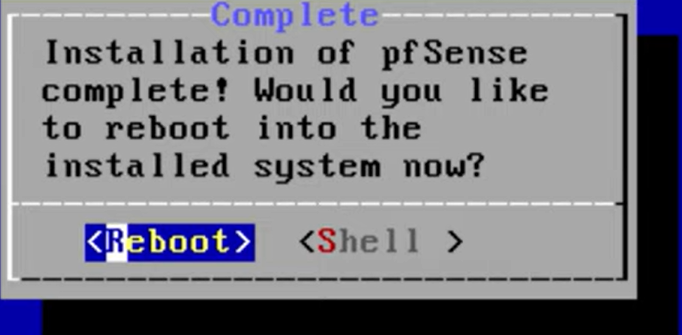 Complete
Installation of pfSense
complete! Would you like
to reboot into the
installed system now?
<Reboot> <Shell >